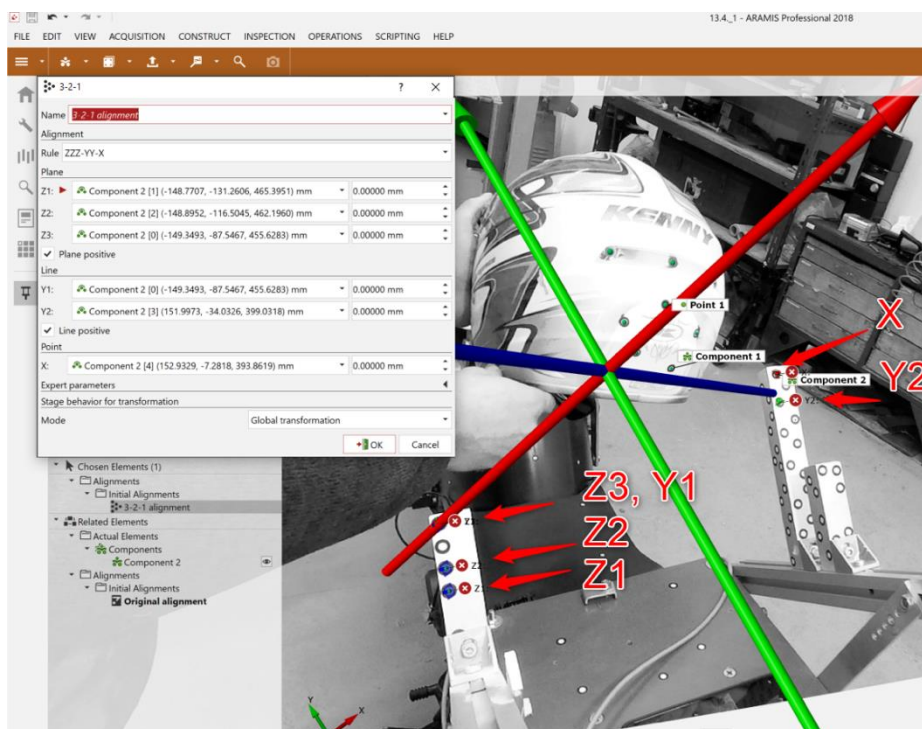 13.4._1 - ARAMIS Professional 2018
FILE EDIT VIEW ACQUISITION CONSTRUCT INSPECTION OPERATIONS SCRIPTING HELP
3-2-1 ? X
Name 3-2-1 alignment
Alignment
Rule ZZZ-YY-X
Plane
Z1: Component 2 [1] (-148.7707, -131.2606, 465.3951) mm 0.00000 mm
Z2: Component 2 [2] (-148.8952, -116.5045, 462.1960) mm 0.00000 mm
Z3: Component 2 [0] (-149.3493, -87.5467, 455.6283) mm 0.00000 mm
Plane positive
Line
Y1: Component 2 [0] (-149.3493, -87.5467, 455.6283) mm 0.00000 mm
Y2: Component 2 [3] (151.9973, -34.0326, 399.0318) mm 0.00000 mm
Line positive
Point
X: Component 2 [4] (152.9329, -7.2818, 393.8619) mm 0.00000 mm
Expert parameters
Stage behavior for transformation
Mode Global transformation
OK Cancel
KENNY
Point 1
Component 1
X
Component 2
Y2
Y2
Z3, Y1
Z2
Z1
Chosen Elements (1)
Alignments
Initial Alignments
3-2-1 alignment
Related Elements
Actual Elements
Components
Component 2
Alignments
Initial Alignments
Original alignment
Y
X